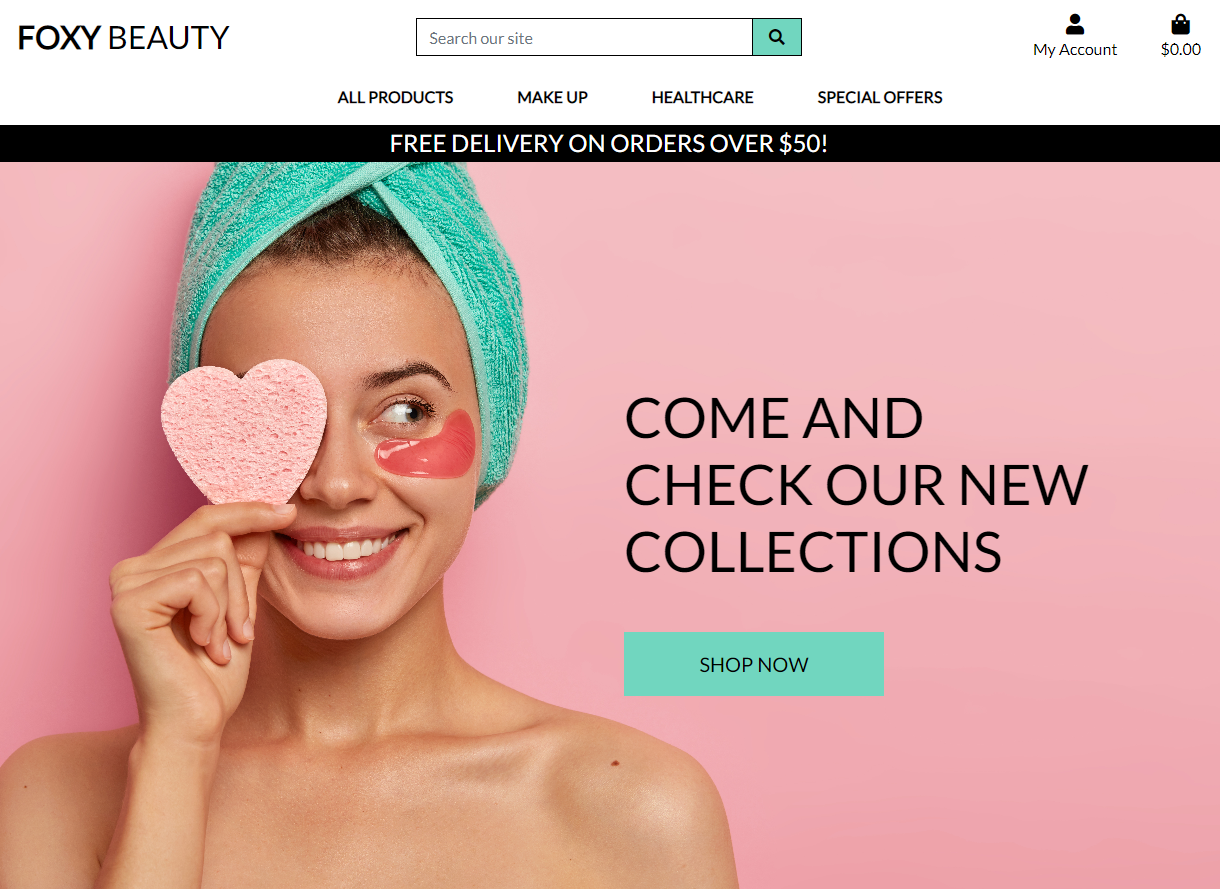 FOXY BEAUTY
Search our site
My Account
$0.00
ALL PRODUCTS
MAKE UP
HEALTHCARE
SPECIAL OFFERS
FREE DELIVERY ON ORDERS OVER $50!
COME AND
CHECK OUR NEW
COLLECTIONS
SHOP NOW